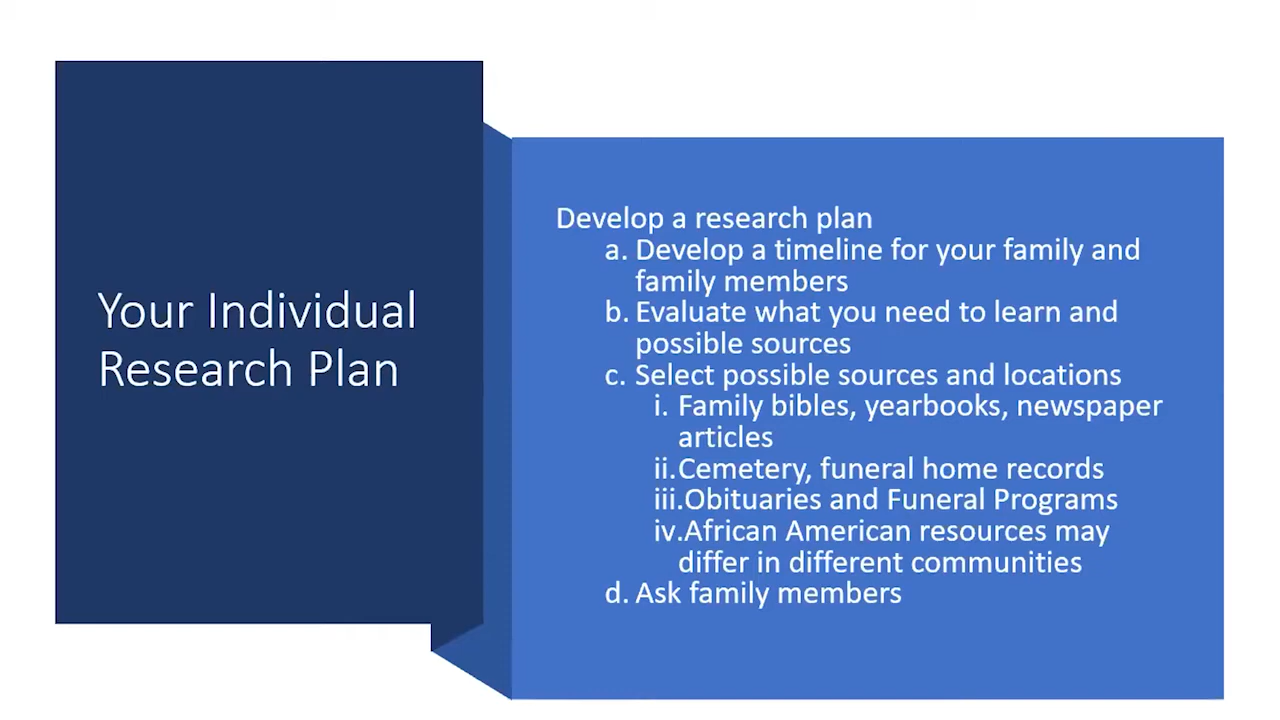 Your Individual
Research Plan
Develop a research plan
a. Develop a timeline for your family and
family members
b. Evaluate what you need to learn and
possible sources
c. Select possible sources and locations
i. Family bibles, yearbooks, newspaper
articles
ii.Cemetery, funeral home records
iii.Obituaries and Funeral Programs
iv.African American resources may
differ in different communities
d. Ask family members